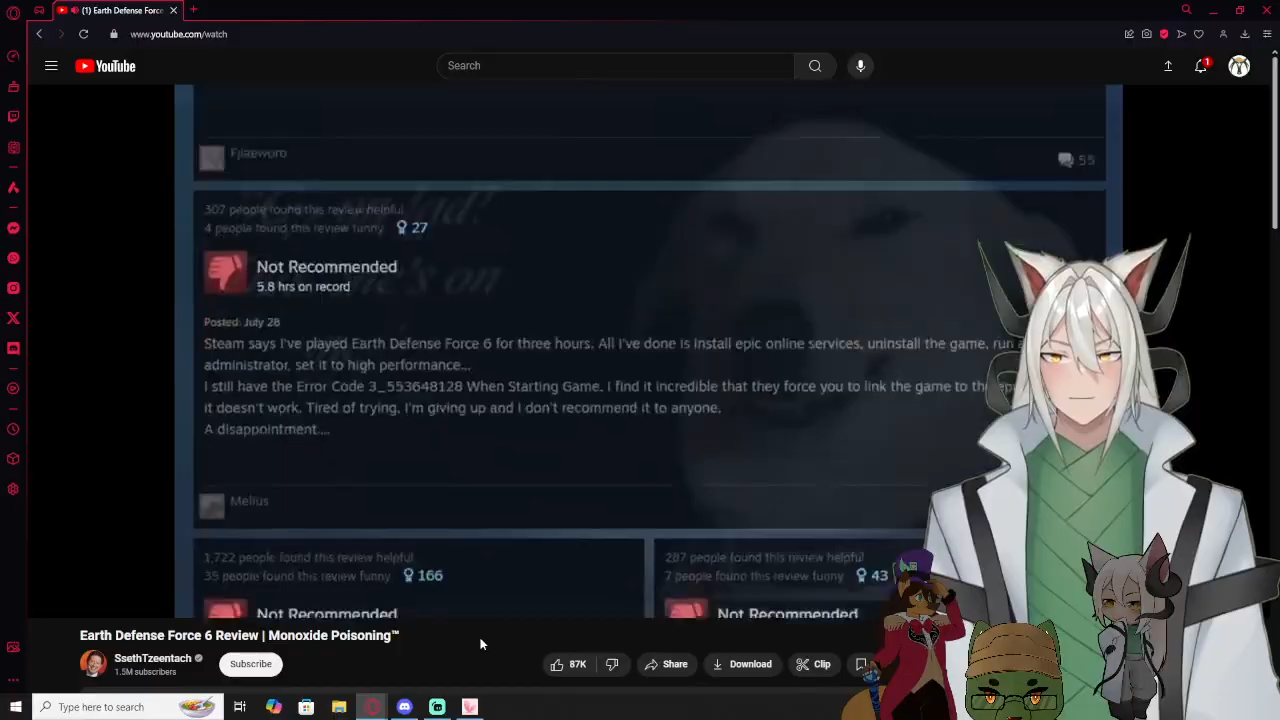 (1) Earth Defense Force
www.youtube.com/watch
YouTube
Search
1
Fjaeworo
55
307 people found this review helpful
4 people found this review funny
27
Not Recommended
5.8 hrs on record
Posted: July 28
Steam says I've played Earth Defense Force 6 for three hours. All I've done is install epic online services, uninstall the game, run
administrator, set it to high performance...
I still have the Error Code 3_553648128 When Starting Game. I find it incredible that they force you to link the game to the
it doesn't work. Tired of trying, I'm giving up and I don't recommend it to anyone.
A disappointment....
Melius
1,722 people found this review helpful
35 people found this review funny
166
Not Recommended
287 people found this review helpful
7 people found this review funny
43
Not Recommended
Earth Defense Force 6 Review | Monoxide Poisoning™
SsethTzeentach
1.5M subscribers
Subscribe
87K
Share
Download
Clip
Type here to search